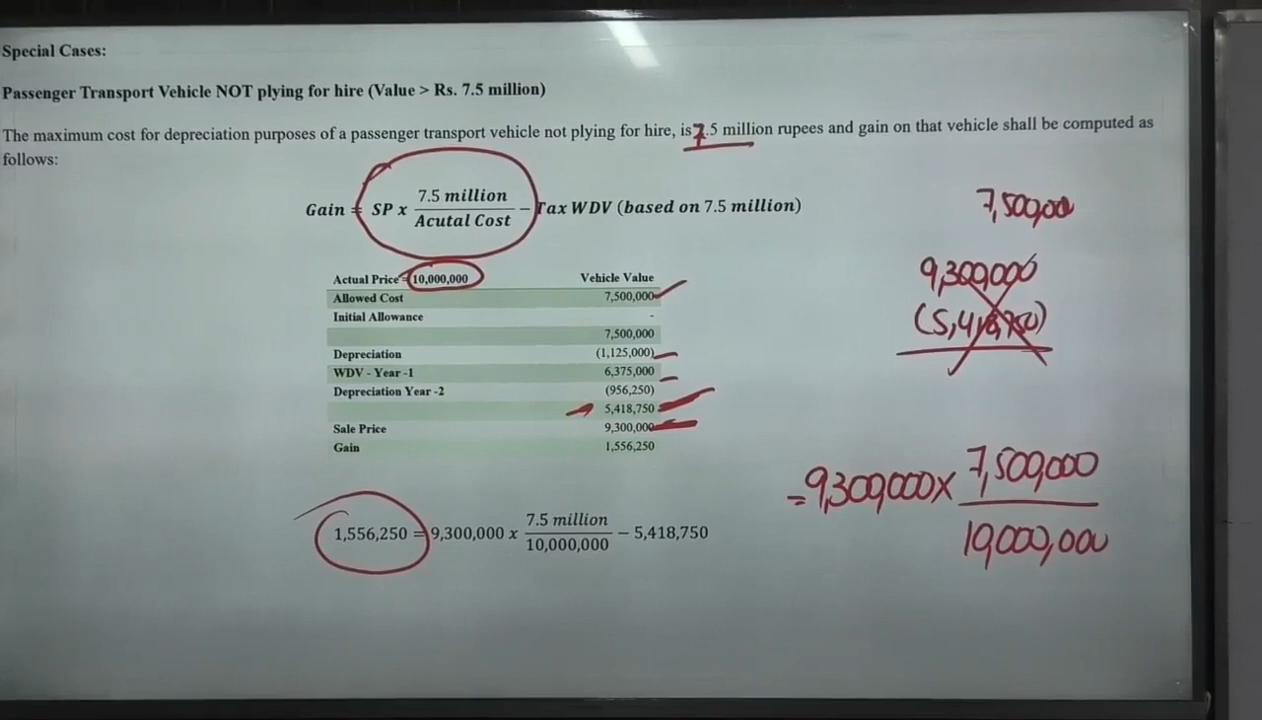 Special Cases:
Passenger Transport Vehicle NOT plying for hire (Value > Rs. 7.5 million)
The maximum cost for depreciation purposes of a passenger transport vehicle not plying for hire, is 7.5 million rupees and gain on that vehicle shall be computed as
follows:
Gain = SP x 7.5 million / Acutal Cost − Tax WDV (based on 7.5 million)
7,500,000
Actual Price = 10,000,000 Vehicle Value
Allowed Cost 7,500,000
Initial Allowance -
7,500,000
Depreciation (1,125,000)
WDV - Year -1 6,375,000
Depreciation Year -2 (956,250)
5,418,750
Sale Price 9,300,000
Gain 1,556,250
9,300,000
(5,418,750)
1,556,250 = 9,300,000 x 7.5 million / 10,000,000 − 5,418,750
= 9,300,000 x 7,500,000 / 10,000,000